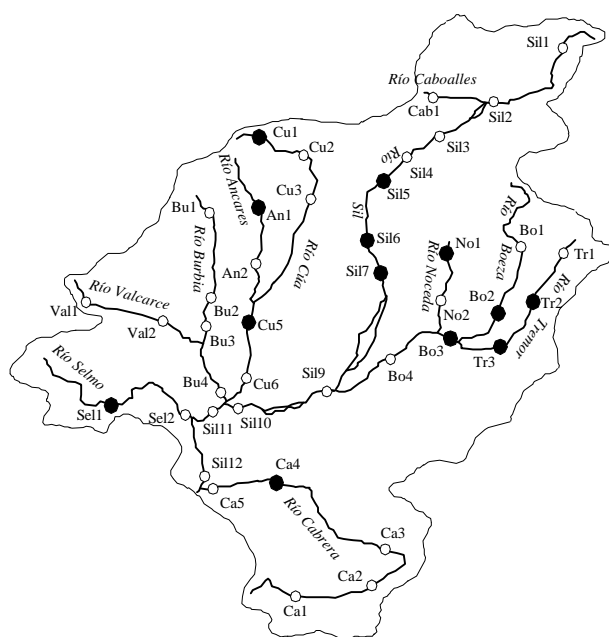 Sil1
Río Caboalles
Cab1
Sil2
Cu1
Cu2
Río
Sil3
Sil4
Sil5
Río Ancares
Cu3
An1
Bu1
Río Burbia
Río Cúa
Sil
Sil6
Sil7
Río
Boeza
Bo1
No1
Río Noceda
Tr1
Río
Tremor
An2
Río Valcarce
Val1
Val2
Bu2
Bu3
Cu5
No2
Bo2
Tr2
Bo3
Tr3
Bo4
Río Selmo
Sel1
Sel2
Bu4
Cu6
Sil9
Sil11
Sil10
Sil12
Ca4
Ca5
Río Cabrera
Ca3
Ca2
Ca1